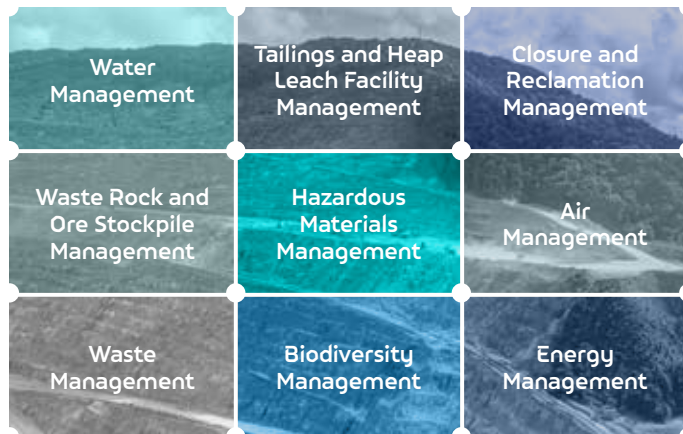 Water
Management
Tailings and Heap
Leach Facility
Management
Closure and
Reclamation
Management
Waste Rock and
Ore Stockpile
Management
Hazardous
Materials
Management
Air
Management
Waste
Management
Biodiversity
Management
Energy
Management